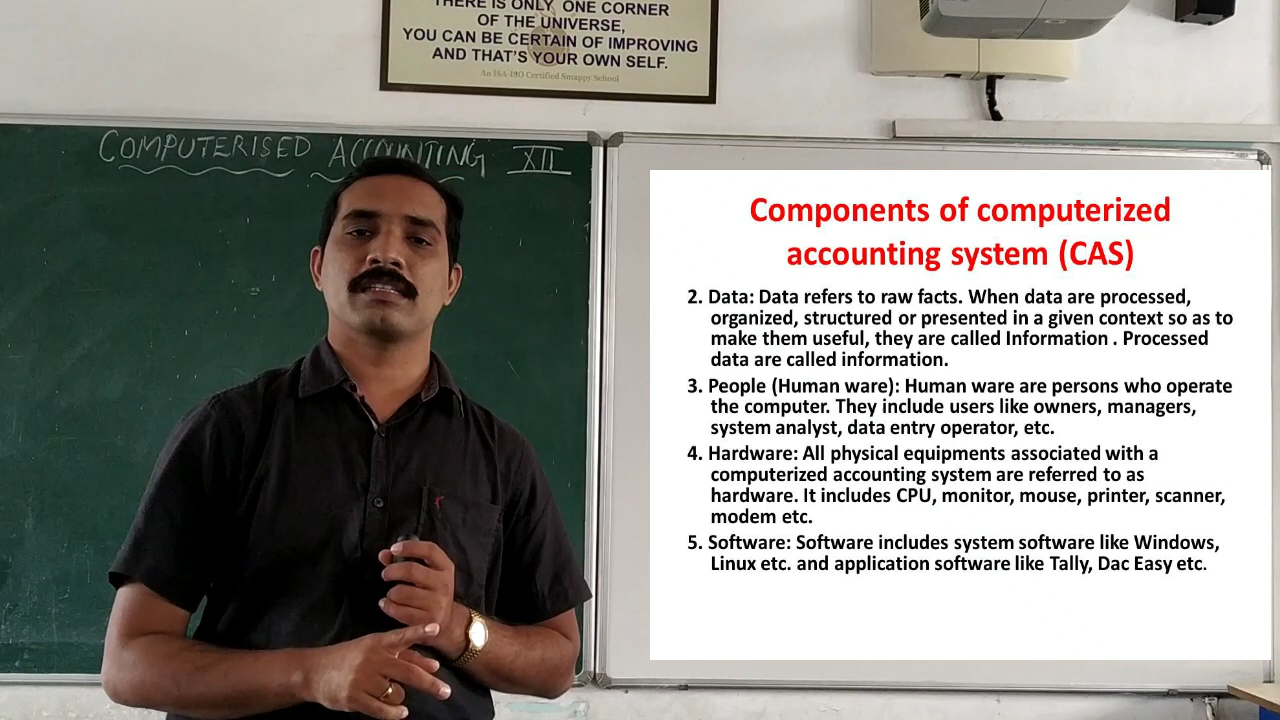 THERE IS ONLY ONE CORNER
OF THE UNIVERSE,
YOU CAN BE CERTAIN OF IMPROVING
AND THAT'S YOUR OWN SELF.
An ISA-ISO Certified Smappy School
COMPUTERISED ACCOUNTING XII
Components of computerized
accounting system (CAS)
2. Data: Data refers to raw facts. When data are processed,
organized, structured or presented in a given context so as to
make them useful, they are called Information . Processed
data are called information.
3. People (Human ware): Human ware are persons who operate
the computer. They include users like owners, managers,
system analyst, data entry operator, etc.
4. Hardware: All physical equipments associated with a
computerized accounting system are referred to as
hardware. It includes CPU, monitor, mouse, printer, scanner,
modem etc.
5. Software: Software includes system software like Windows,
Linux etc. and application software like Tally, Dac Easy etc.